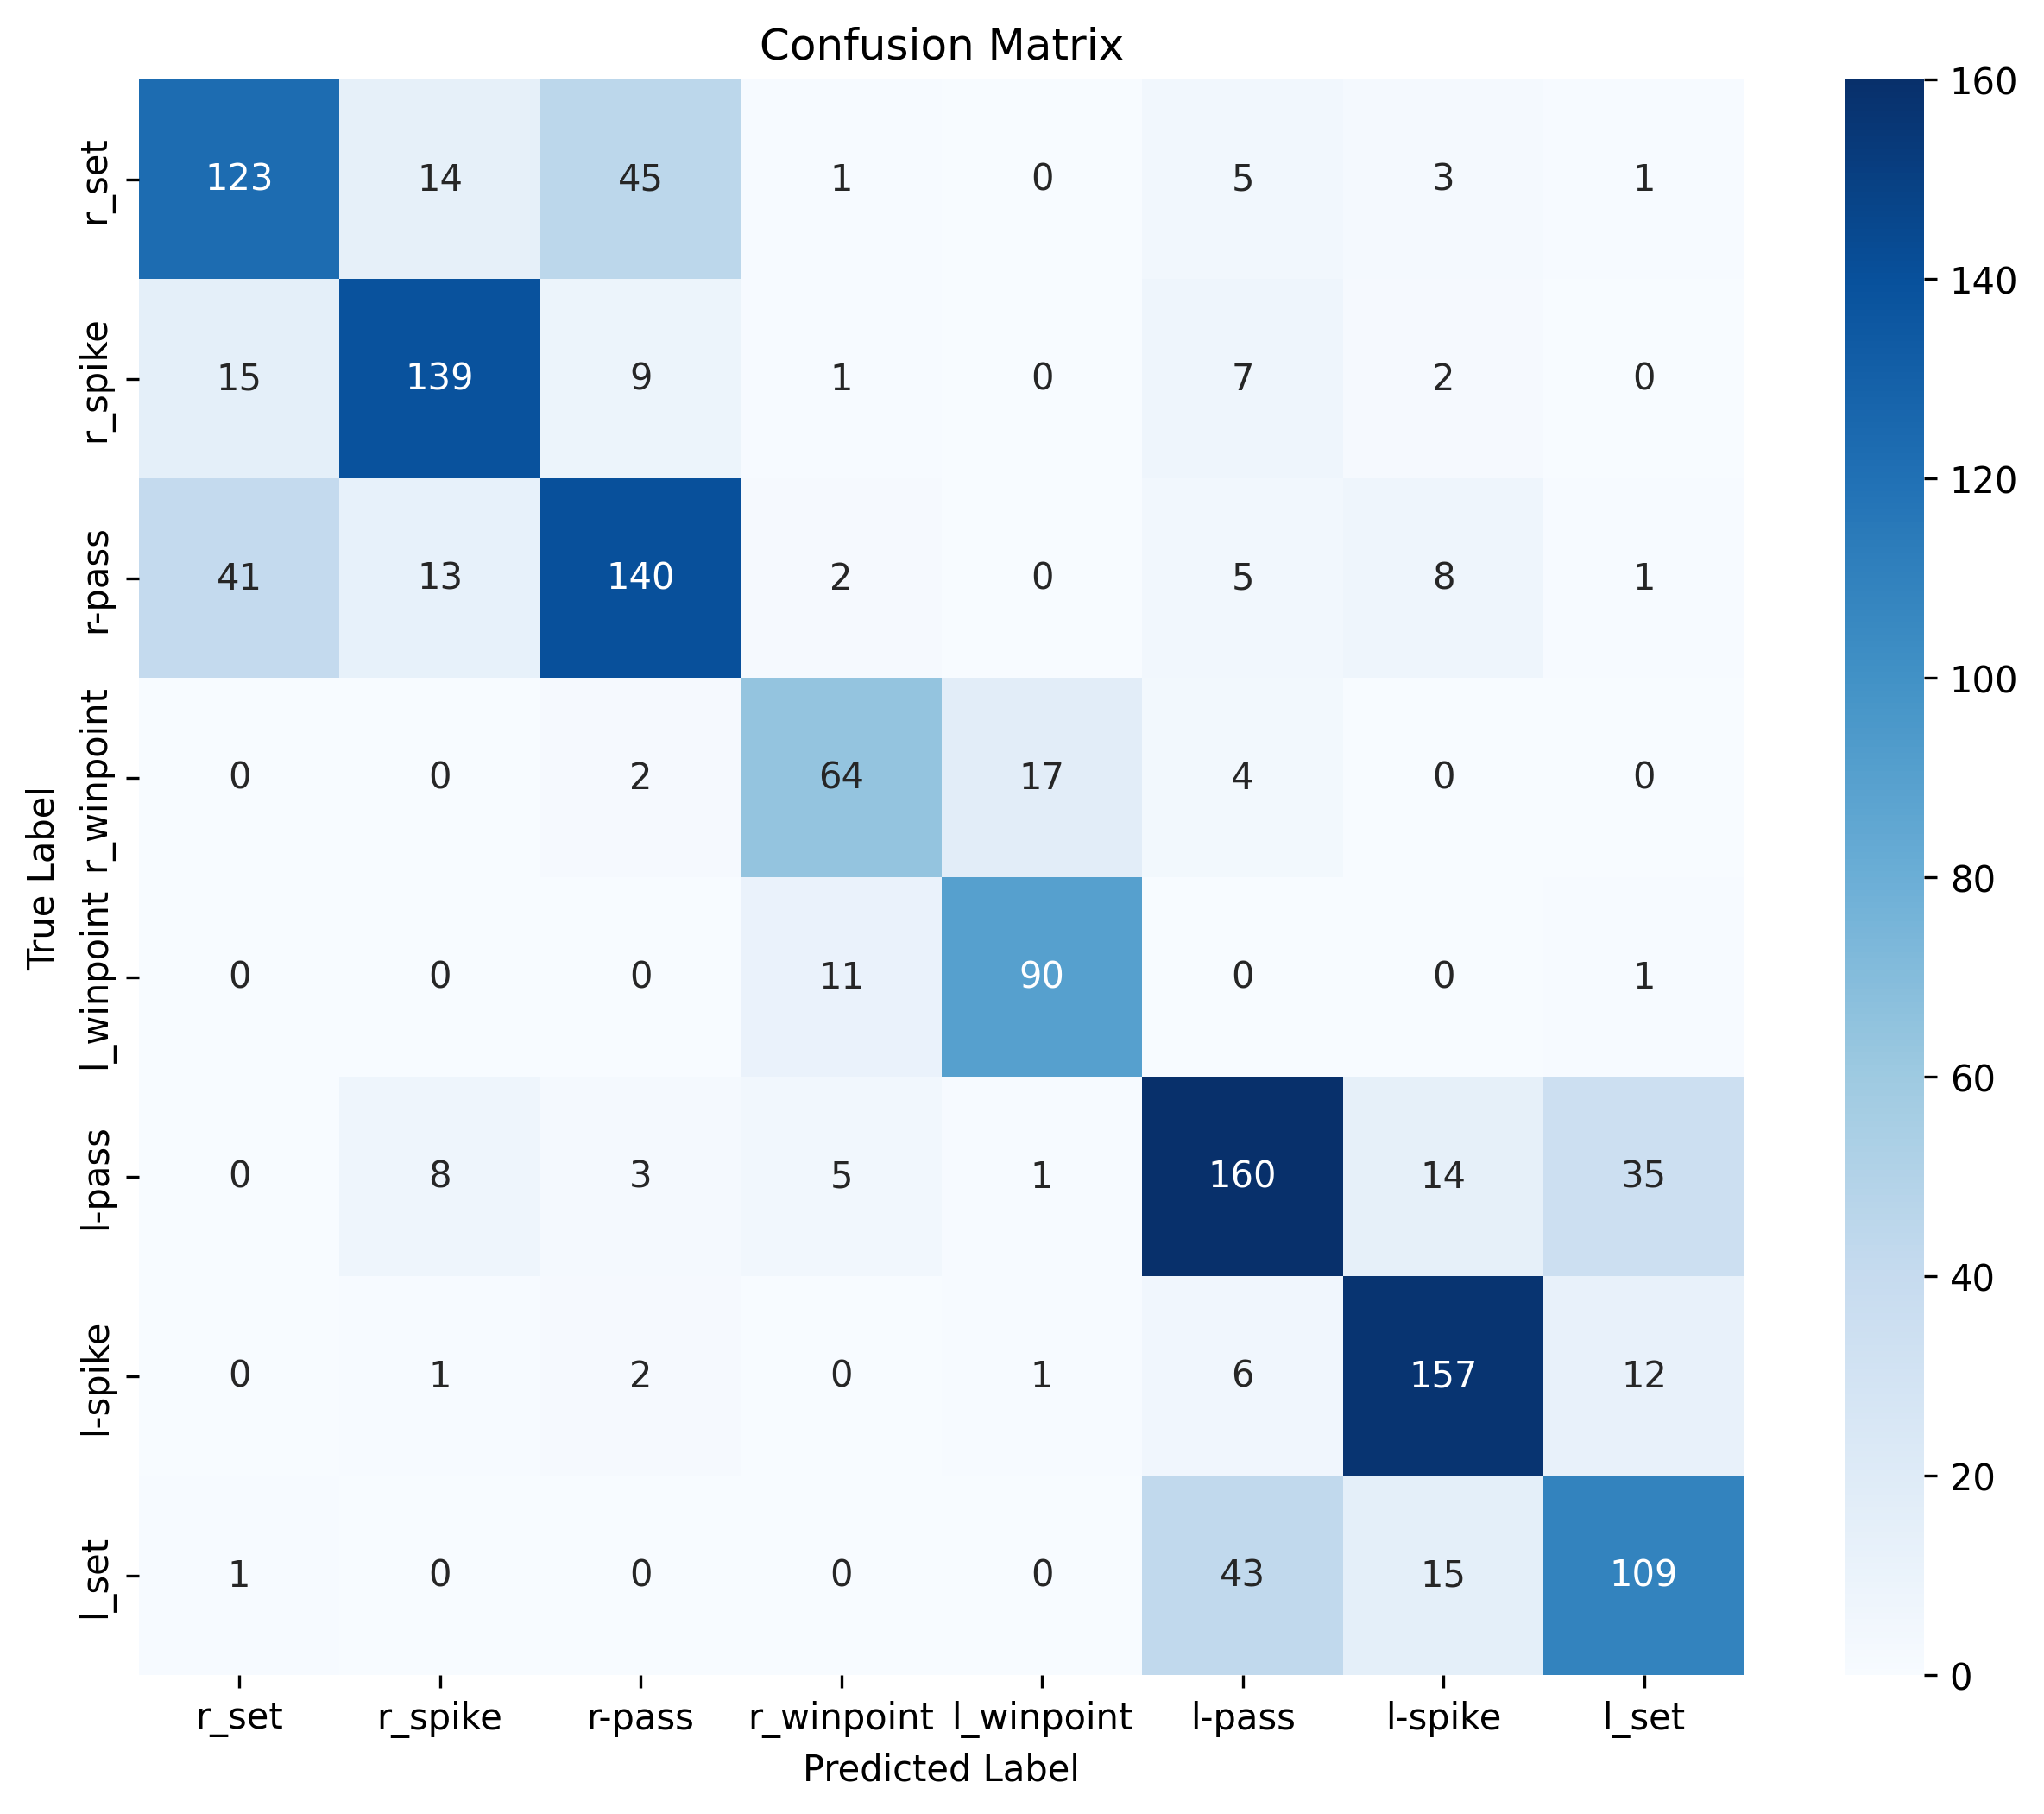 Confusion Matrix
True Label
r_set 123 14 45 1 0 5 3 1
r_spike 15 139 9 1 0 7 2 0
r-pass 41 13 140 2 0 5 8 1
r_winpoint 0 0 2 64 17 4 0 0
l_winpoint 0 0 0 11 90 0 0 1
l-pass 0 8 3 5 1 160 14 35
l-spike 0 1 2 0 1 6 157 12
l_set 1 0 0 0 0 43 15 109
r_set r_spike r-pass r_winpoint l_winpoint l-pass l-spike l_set
Predicted Label
160
140
120
100
80
60
40
20
0